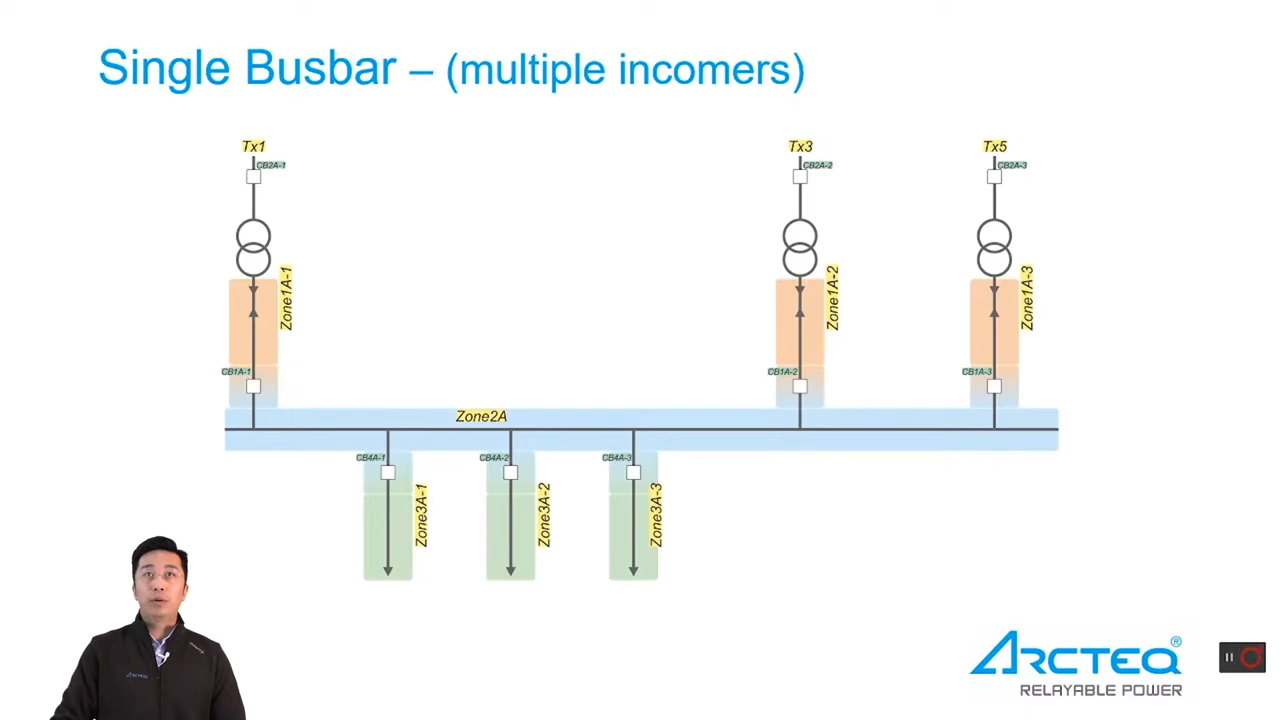 Single Busbar – (multiple incomers)
Tx1
Tx3
Tx5
CB2A-1
CB2A-2
CB2A-3
Zone1A-1
Zone1A-2
Zone1A-3
CB1A-1
CB1A-2
CB1A-3
Zone2A
CB4A-1
CB4A-2
CB4A-3
Zone3A-1
Zone3A-2
Zone3A-3
ARCTEQ
ARCTEQ®
RELAYABLE POWER